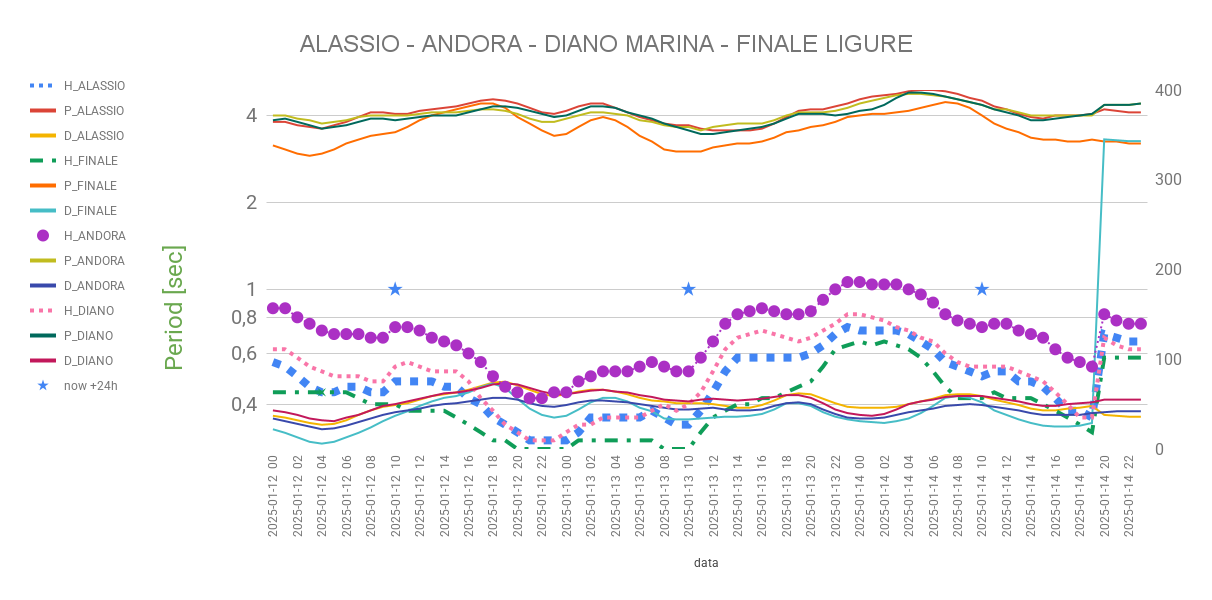 ALASSIO - ANDORA - DIANO MARINA - FINALE LIGURE
H_ALASSIO
P_ALASSIO
D_ALASSIO
H_FINALE
P_FINALE
D_FINALE
H_ANDORA
P_ANDORA
D_ANDORA
H_DIANO
P_DIANO
D_DIANO
now +24h
Period [sec]
4
2
1
0,8
0,6
0,4
400
300
200
100
0
2025-01-12 00
2025-01-12 02
2025-01-12 04
2025-01-12 06
2025-01-12 08
2025-01-12 10
2025-01-12 12
2025-01-12 14
2025-01-12 16
2025-01-12 18
2025-01-12 20
2025-01-12 22
2025-01-13 00
2025-01-13 02
2025-01-13 04
2025-01-13 06
2025-01-13 08
2025-01-13 10
2025-01-13 12
2025-01-13 14
2025-01-13 16
2025-01-13 18
2025-01-13 20
2025-01-13 22
2025-01-14 00
2025-01-14 02
2025-01-14 04
2025-01-14 06
2025-01-14 08
2025-01-14 10
2025-01-14 12
2025-01-14 14
2025-01-14 16
2025-01-14 18
2025-01-14 20
2025-01-14 22
data